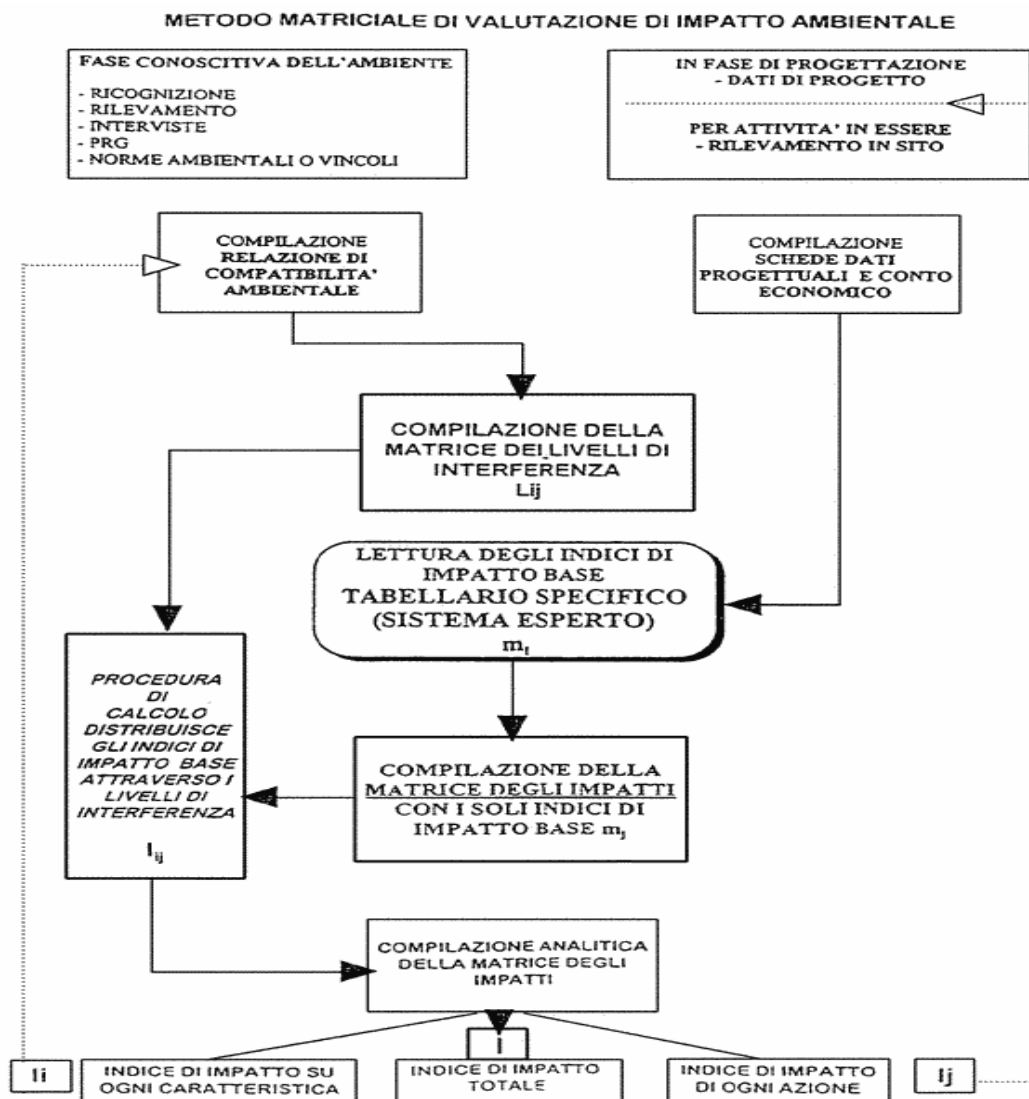 METODO MATRICIALE DI VALUTAZIONE DI IMPATTO AMBIENTALE
FASE CONOSCITIVA DELL'AMBIENTE
- RICOGNIZIONE
- RILEVAMENTO
- INTERVISTE
- PRG
- NORME AMBIENTALI O VINCOLI
IN FASE DI PROGETTAZIONE
- DATI DI PROGETTO
PER ATTIVITA' IN ESSERE
- RILEVAMENTO IN SITO
COMPILAZIONE
RELAZIONE DI
COMPATIBILITA'
AMBIENTALE
COMPILAZIONE
SCHEDE DATI
PROGETTUALI E CONTO
ECONOMICO
COMPILAZIONE DELLA
MATRICE DEI LIVELLI DI
INTERFERENZA
Lij
LETTURA DEGLI INDICI DI
IMPATTO BASE
TABELLARIO SPECIFICO
(SISTEMA ESPERTO)
mI
PROCEDURA
DI
CALCOLO
DISTRIBUISCE
GLI INDICI DI
IMPATTO BASE
ATTRAVERSO I
LIVELLI DI
INTERFERENZA
Iij
COMPILAZIONE DELLA
MATRICE DEGLI IMPATTI
CON I SOLI INDICI DI
IMPATTO BASE mj
COMPILAZIONE ANALITICA
DELLA MATRICE DEGLI
IMPATTI
I
Ii
INDICE DI IMPATTO SU
OGNI CARATTERISTICA
INDICE DI IMPATTO
TOTALE
INDICE DI IMPATTO
DI OGNI AZIONE
Ij